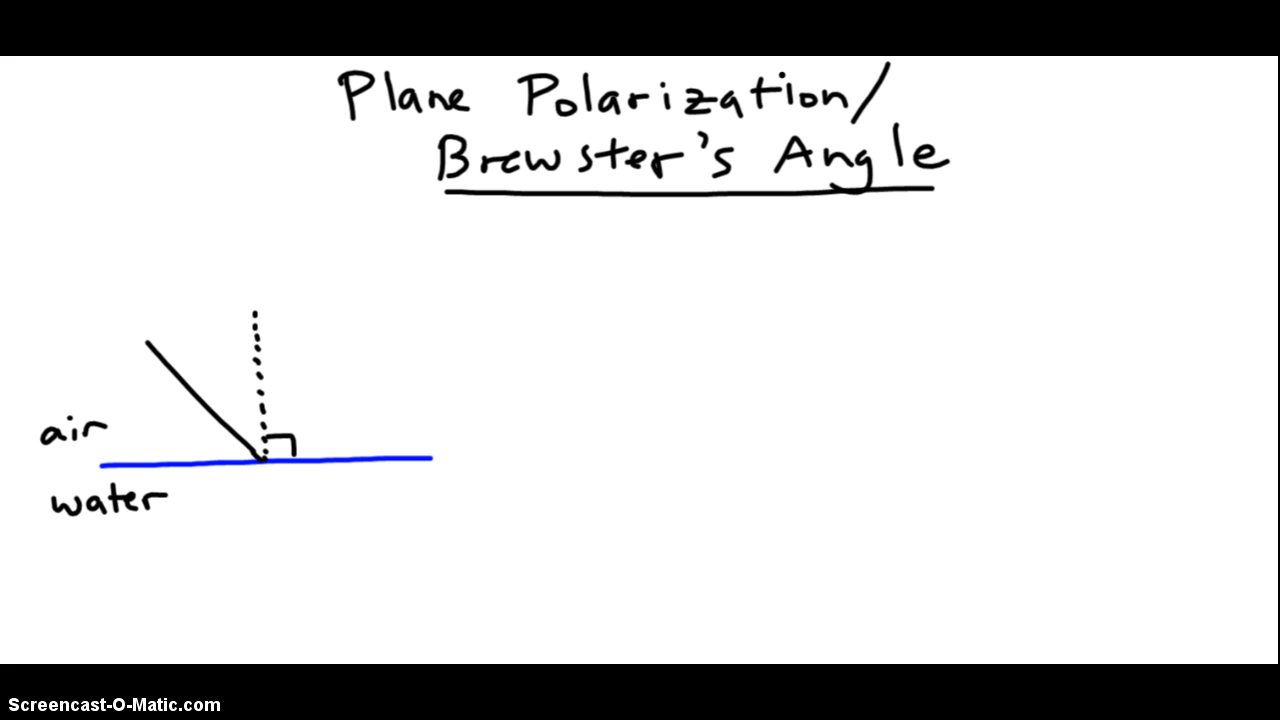 Plane Polarization/
Brewster's Angle
air
water
Screencast-O-Matic.com